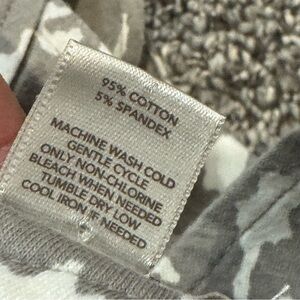 95% COTTON
5% SPANDEX
MACHINE WASH COLD
GENTLE CYCLE
ONLY NON-CHLORINE
BLEACH WHEN NEEDED
TUMBLE DRY LOW
COOL IRON IF NEEDED